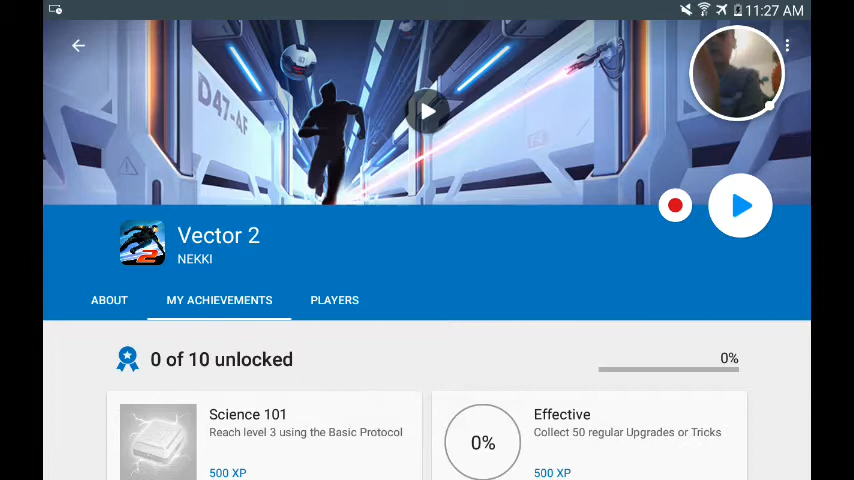 11:27 AM
D47-AF
Vector 2
2
NEKKI
ABOUT
MY ACHIEVEMENTS
PLAYERS
0 of 10 unlocked
0%
Science 101
Reach level 3 using the Basic Protocol
500 XP
0%
Effective
Collect 50 regular Upgrades or Tricks
500 XP